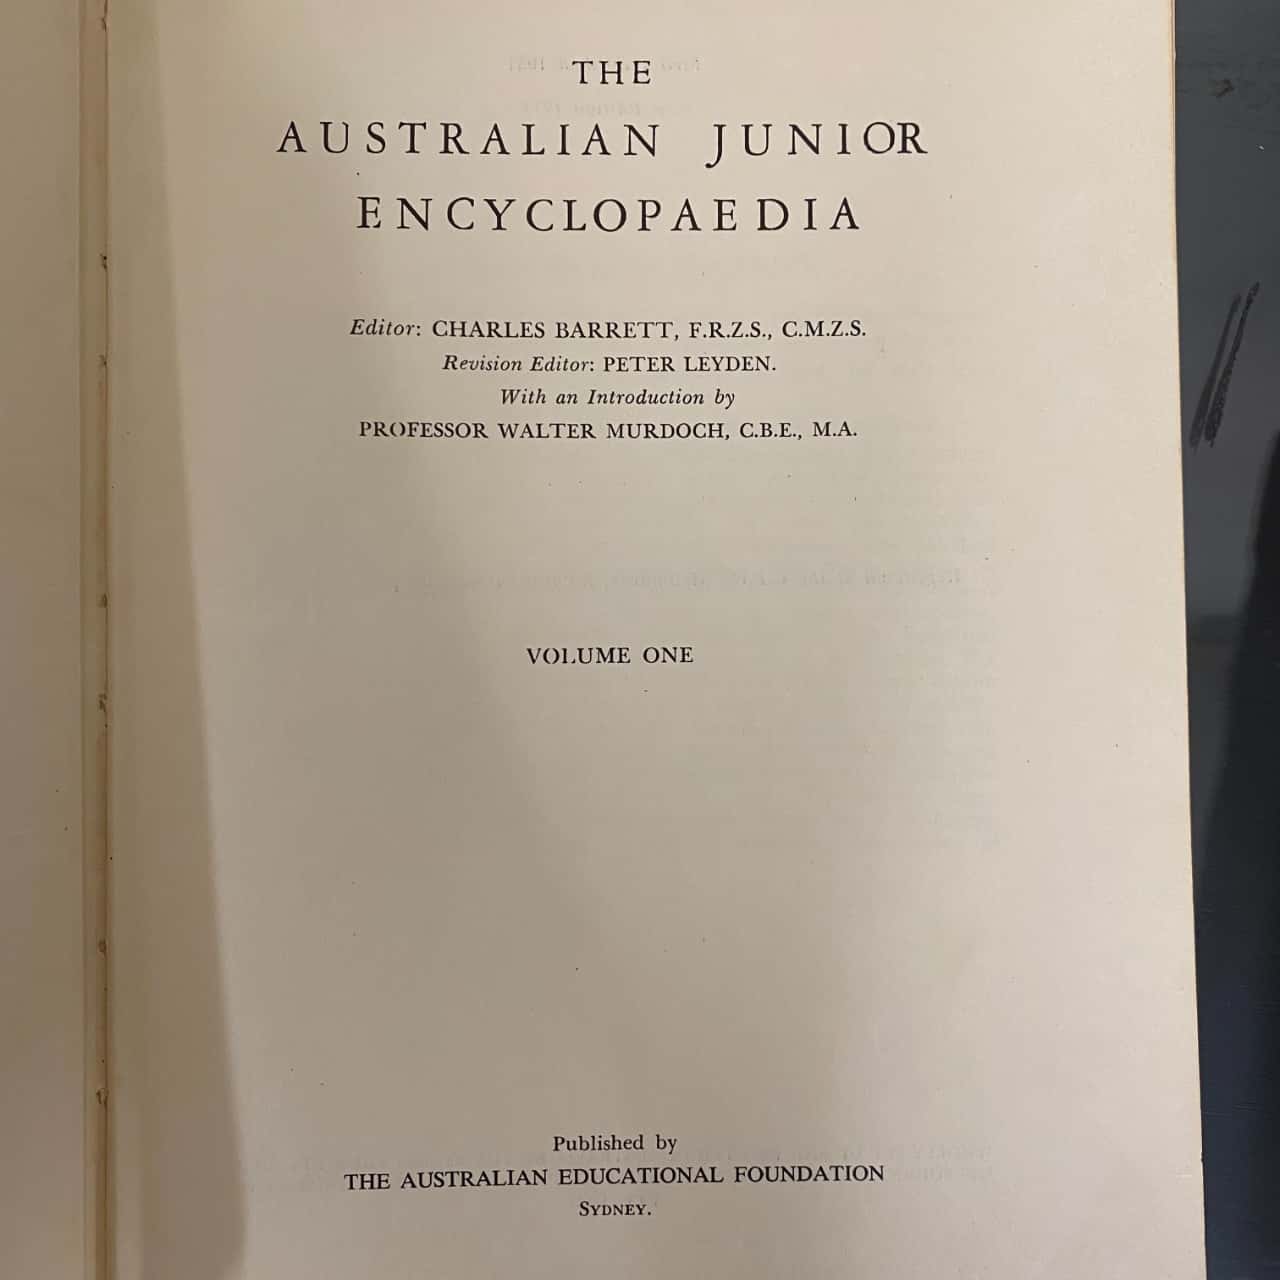 THE
AUSTRALIAN JUNIOR
ENCYCLOPAEDIA
Editor: CHARLES BARRETT, F.R.Z.S., C.M.Z.S.
Revision Editor: PETER LEYDEN.
With an Introduction by
PROFESSOR WALTER MURDOCH, C.B.E., M.A.
VOLUME ONE
Published by
THE AUSTRALIAN EDUCATIONAL FOUNDATION
SYDNEY.